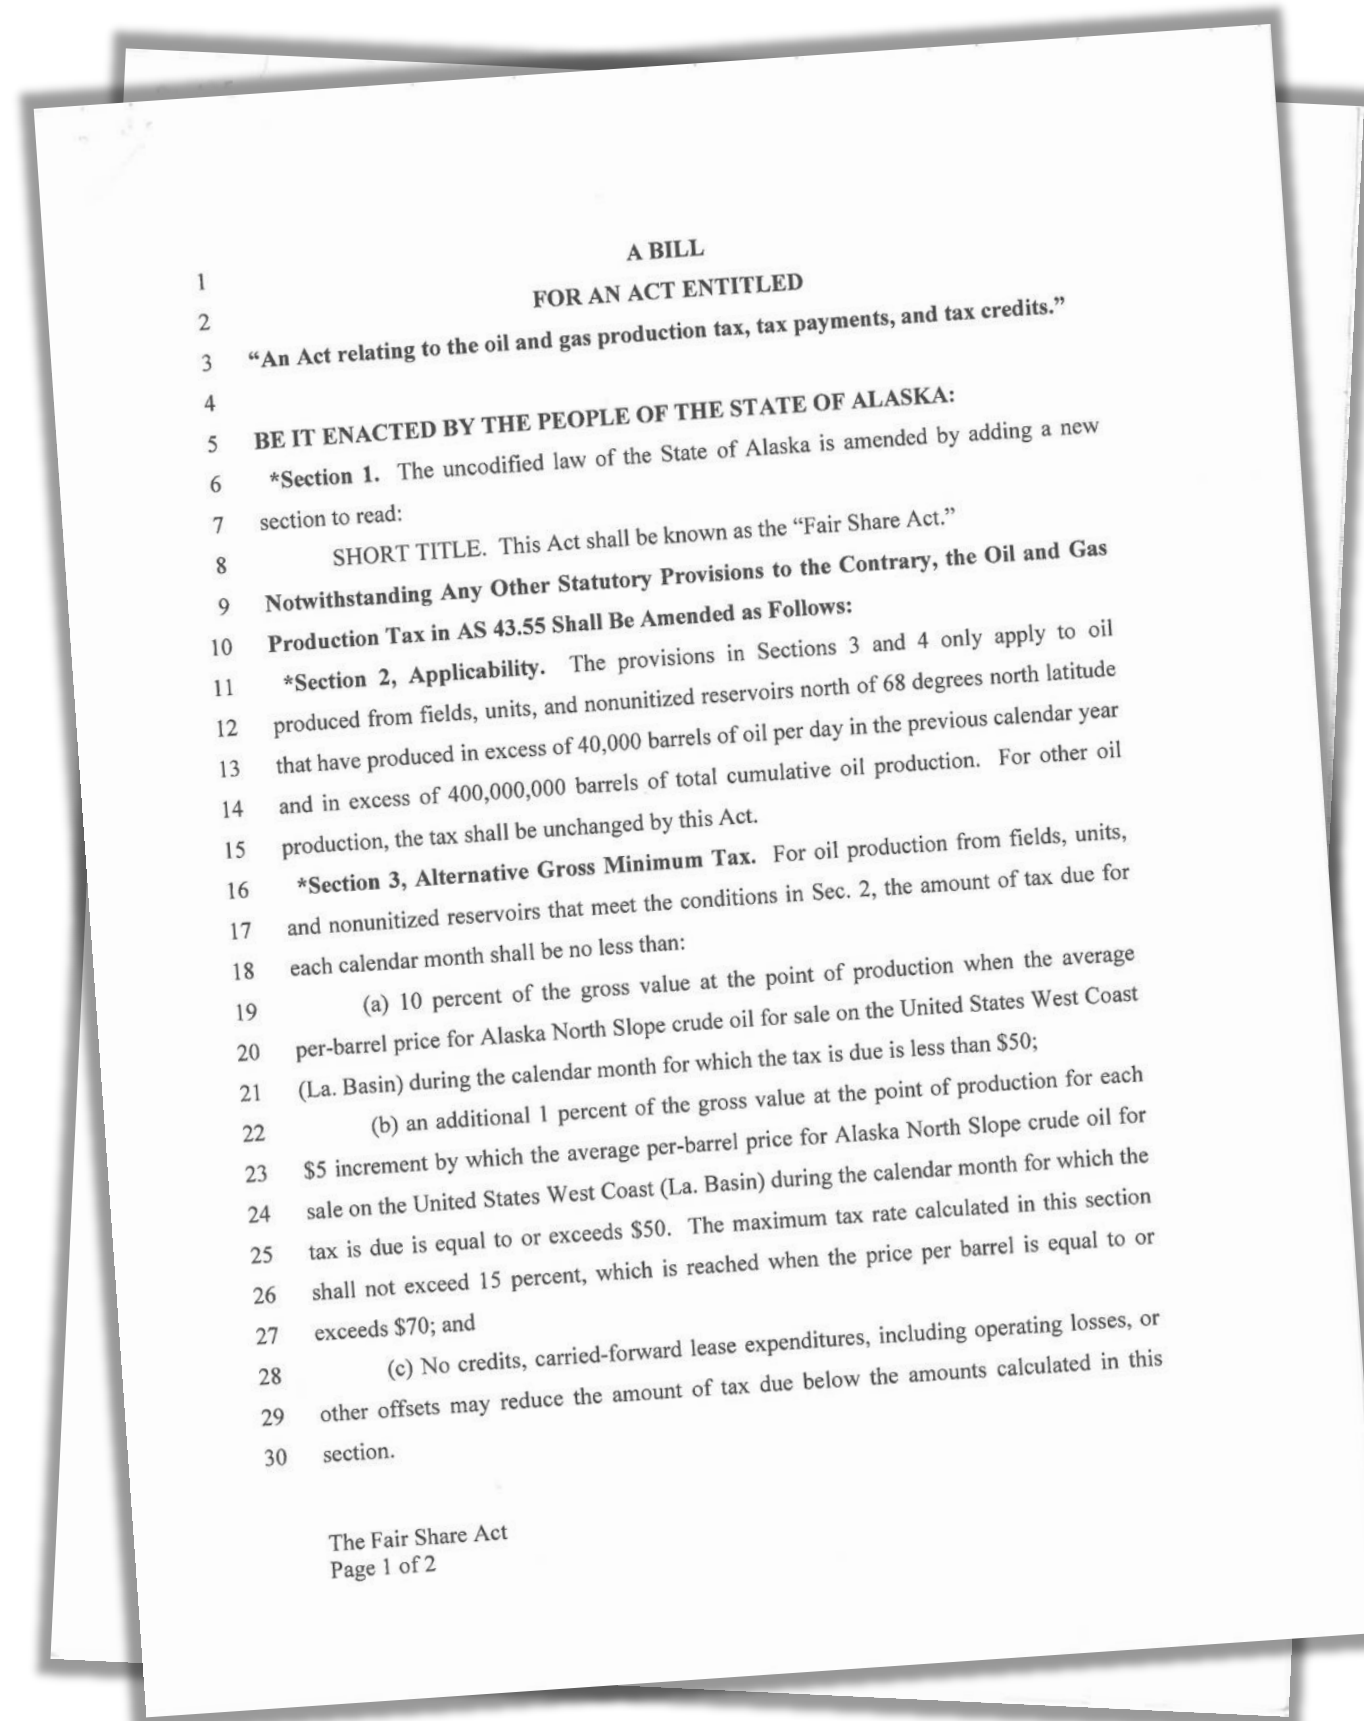 A BILL
1
FOR AN ACT ENTITLED
2
3 “An Act relating to the oil and gas production tax, tax payments, and tax credits.”
4
5 BE IT ENACTED BY THE PEOPLE OF THE STATE OF ALASKA:
6 *Section 1. The uncodified law of the State of Alaska is amended by adding a new
7 section to read:
8 SHORT TITLE. This Act shall be known as the “Fair Share Act.”
9 Notwithstanding Any Other Statutory Provisions to the Contrary, the Oil and Gas
10 Production Tax in AS 43.55 Shall Be Amended as Follows:
11 *Section 2, Applicability. The provisions in Sections 3 and 4 only apply to oil
12 produced from fields, units, and nonunitized reservoirs north of 68 degrees north latitude
13 that have produced in excess of 40,000 barrels of oil per day in the previous calendar year
14 and in excess of 400,000,000 barrels of total cumulative oil production. For other oil
15 production, the tax shall be unchanged by this Act.
16 *Section 3, Alternative Gross Minimum Tax. For oil production from fields, units,
17 and nonunitized reservoirs that meet the conditions in Sec. 2, the amount of tax due for
18 each calendar month shall be no less than:
19 (a) 10 percent of the gross value at the point of production when the average
20 per-barrel price for Alaska North Slope crude oil for sale on the United States West Coast
21 (La. Basin) during the calendar month for which the tax is due is less than $50;
22 (b) an additional 1 percent of the gross value at the point of production for each
23 $5 increment by which the average per-barrel price for Alaska North Slope crude oil for
24 sale on the United States West Coast (La. Basin) during the calendar month for which the
25 tax is due is equal to or exceeds $50. The maximum tax rate calculated in this section
26 shall not exceed 15 percent, which is reached when the price per barrel is equal to or
27 exceeds $70; and
28 (c) No credits, carried-forward lease expenditures, including operating losses, or
29 other offsets may reduce the amount of tax due below the amounts calculated in this
30 section.
The Fair Share Act
Page 1 of 2